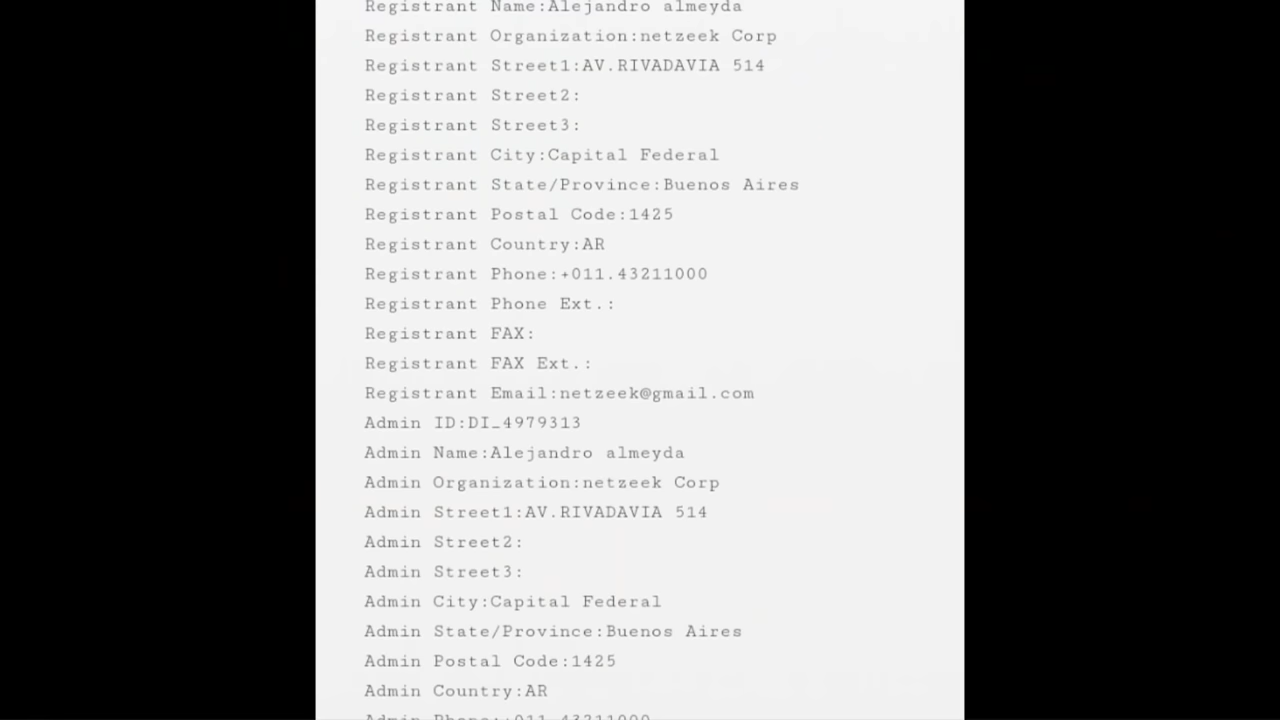 Registrant Name:Alejandro almeyda
Registrant Organization:netzeek Corp
Registrant Street1:AV.RIVADAVIA 514
Registrant Street2:
Registrant Street3:
Registrant City:Capital Federal
Registrant State/Province:Buenos Aires
Registrant Postal Code:1425
Registrant Country:AR
Registrant Phone:+011.43211000
Registrant Phone Ext.:
Registrant FAX:
Registrant FAX Ext.:
Registrant Email:netzeek@gmail.com
Admin ID:DI_4979313
Admin Name:Alejandro almeyda
Admin Organization:netzeek Corp
Admin Street1:AV.RIVADAVIA 514
Admin Street2:
Admin Street3:
Admin City:Capital Federal
Admin State/Province:Buenos Aires
Admin Postal Code:1425
Admin Country:AR
Admin Phone:+011.43211000